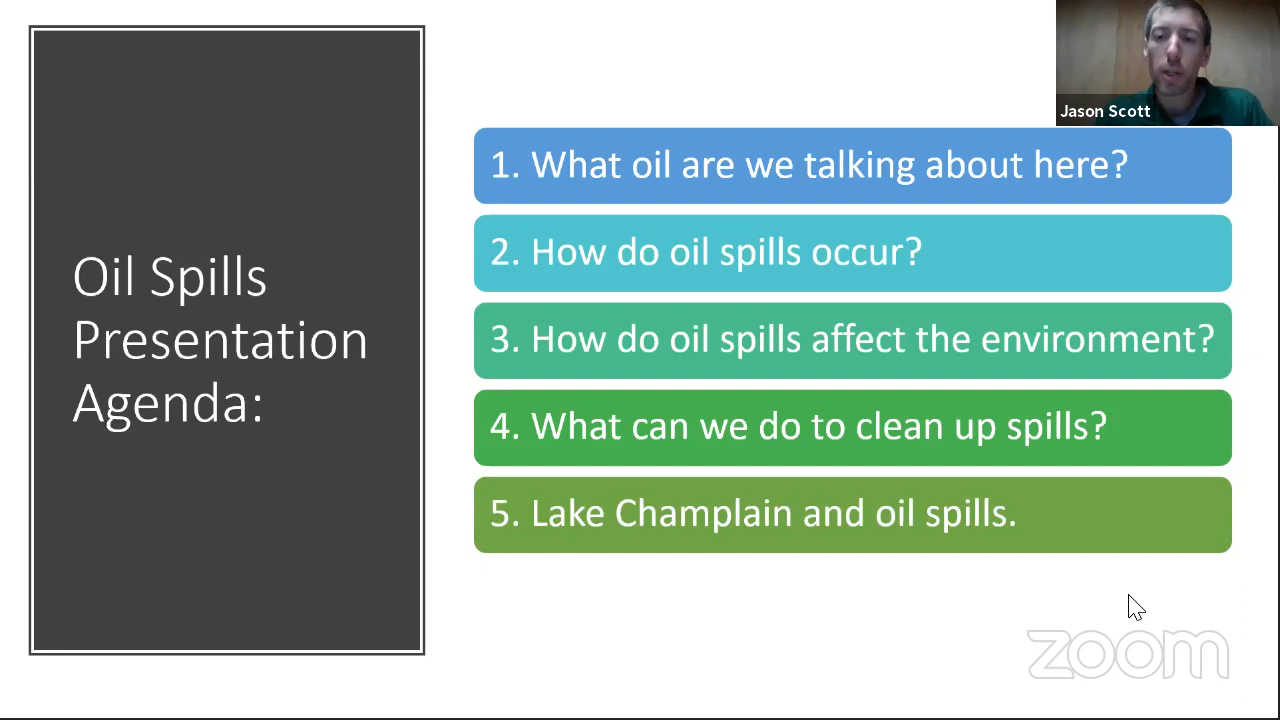 Jason Scott
Oil Spills
Presentation
Agenda:
1. What oil are we talking about here?
2. How do oil spills occur?
3. How do oil spills affect the environment?
4. What can we do to clean up spills?
5. Lake Champlain and oil spills.
zoom